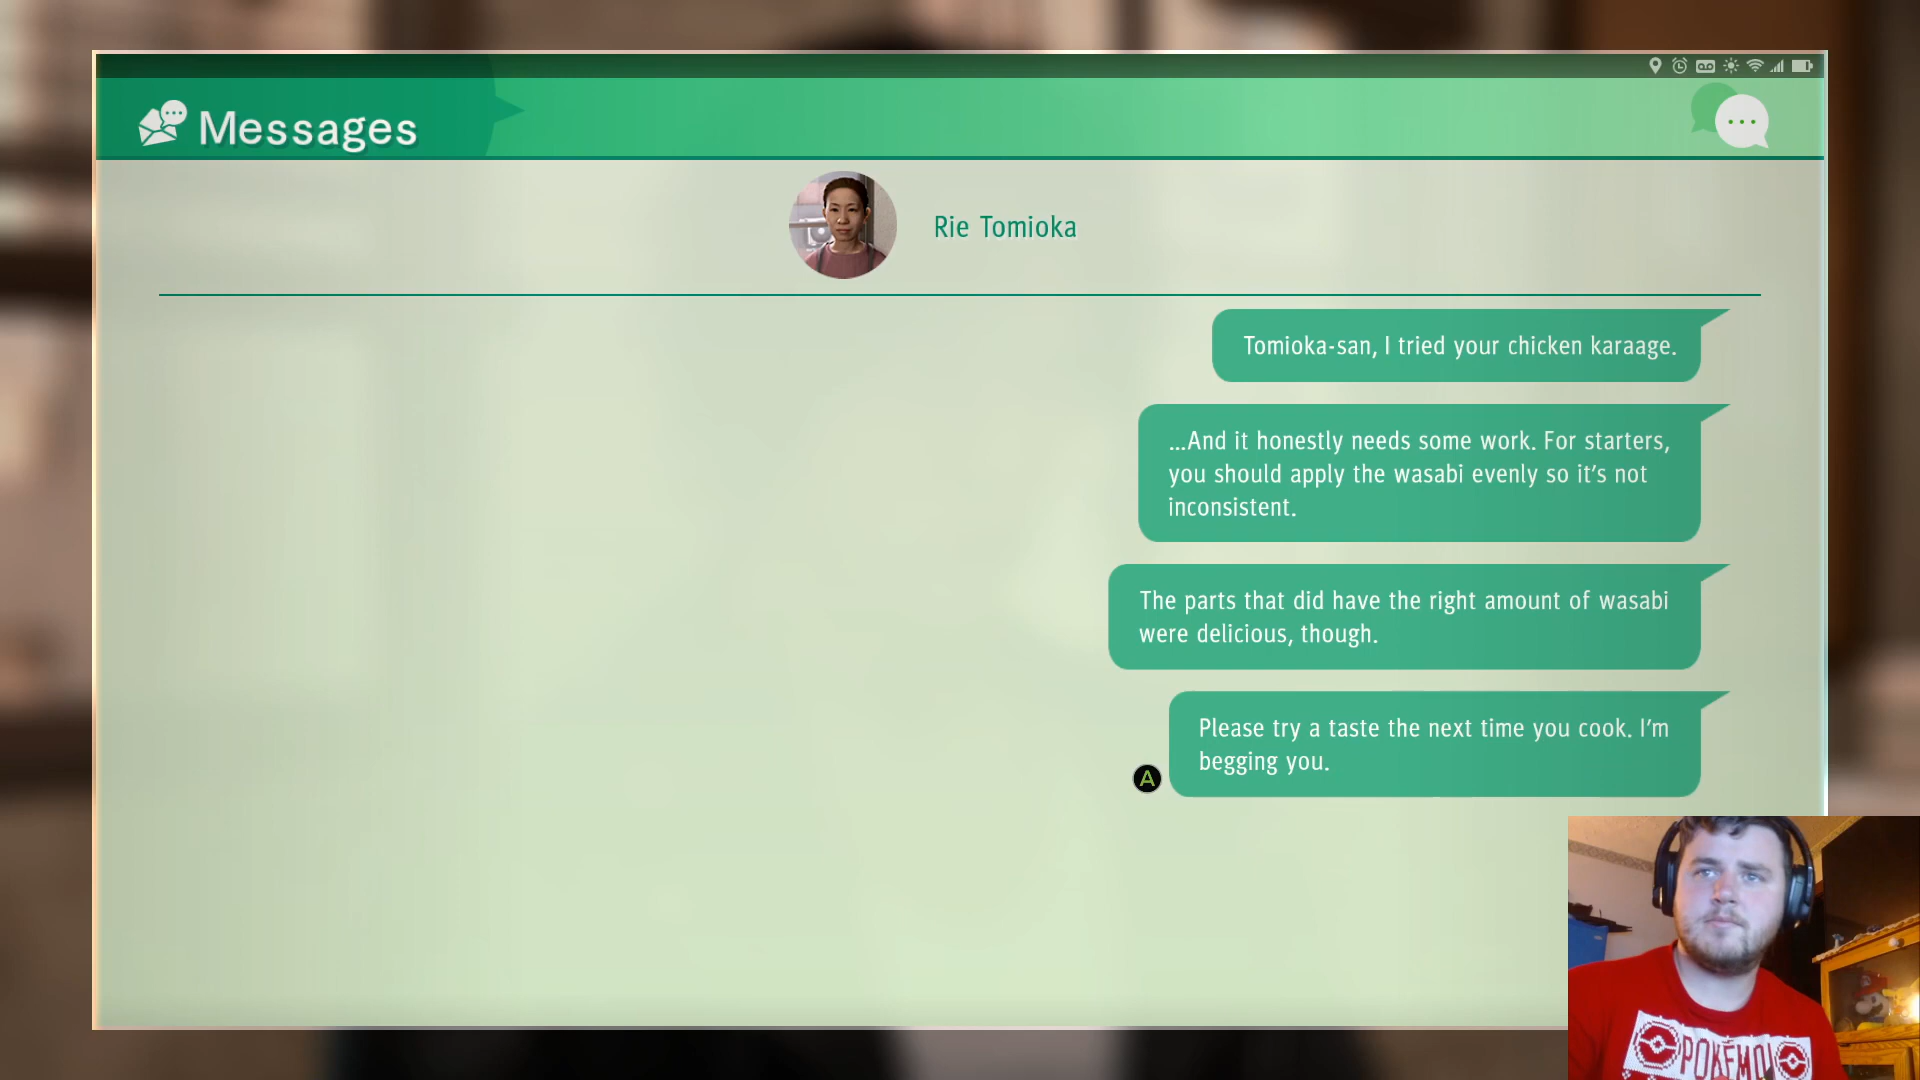 Messages
Rie Tomioka
Tomioka-san, I tried your chicken karaage.
...And it honestly needs some work. For starters,
you should apply the wasabi evenly so it's not
inconsistent.
The parts that did have the right amount of wasabi
were delicious, though.
Please try a taste the next time you cook. I'm
begging you.
A